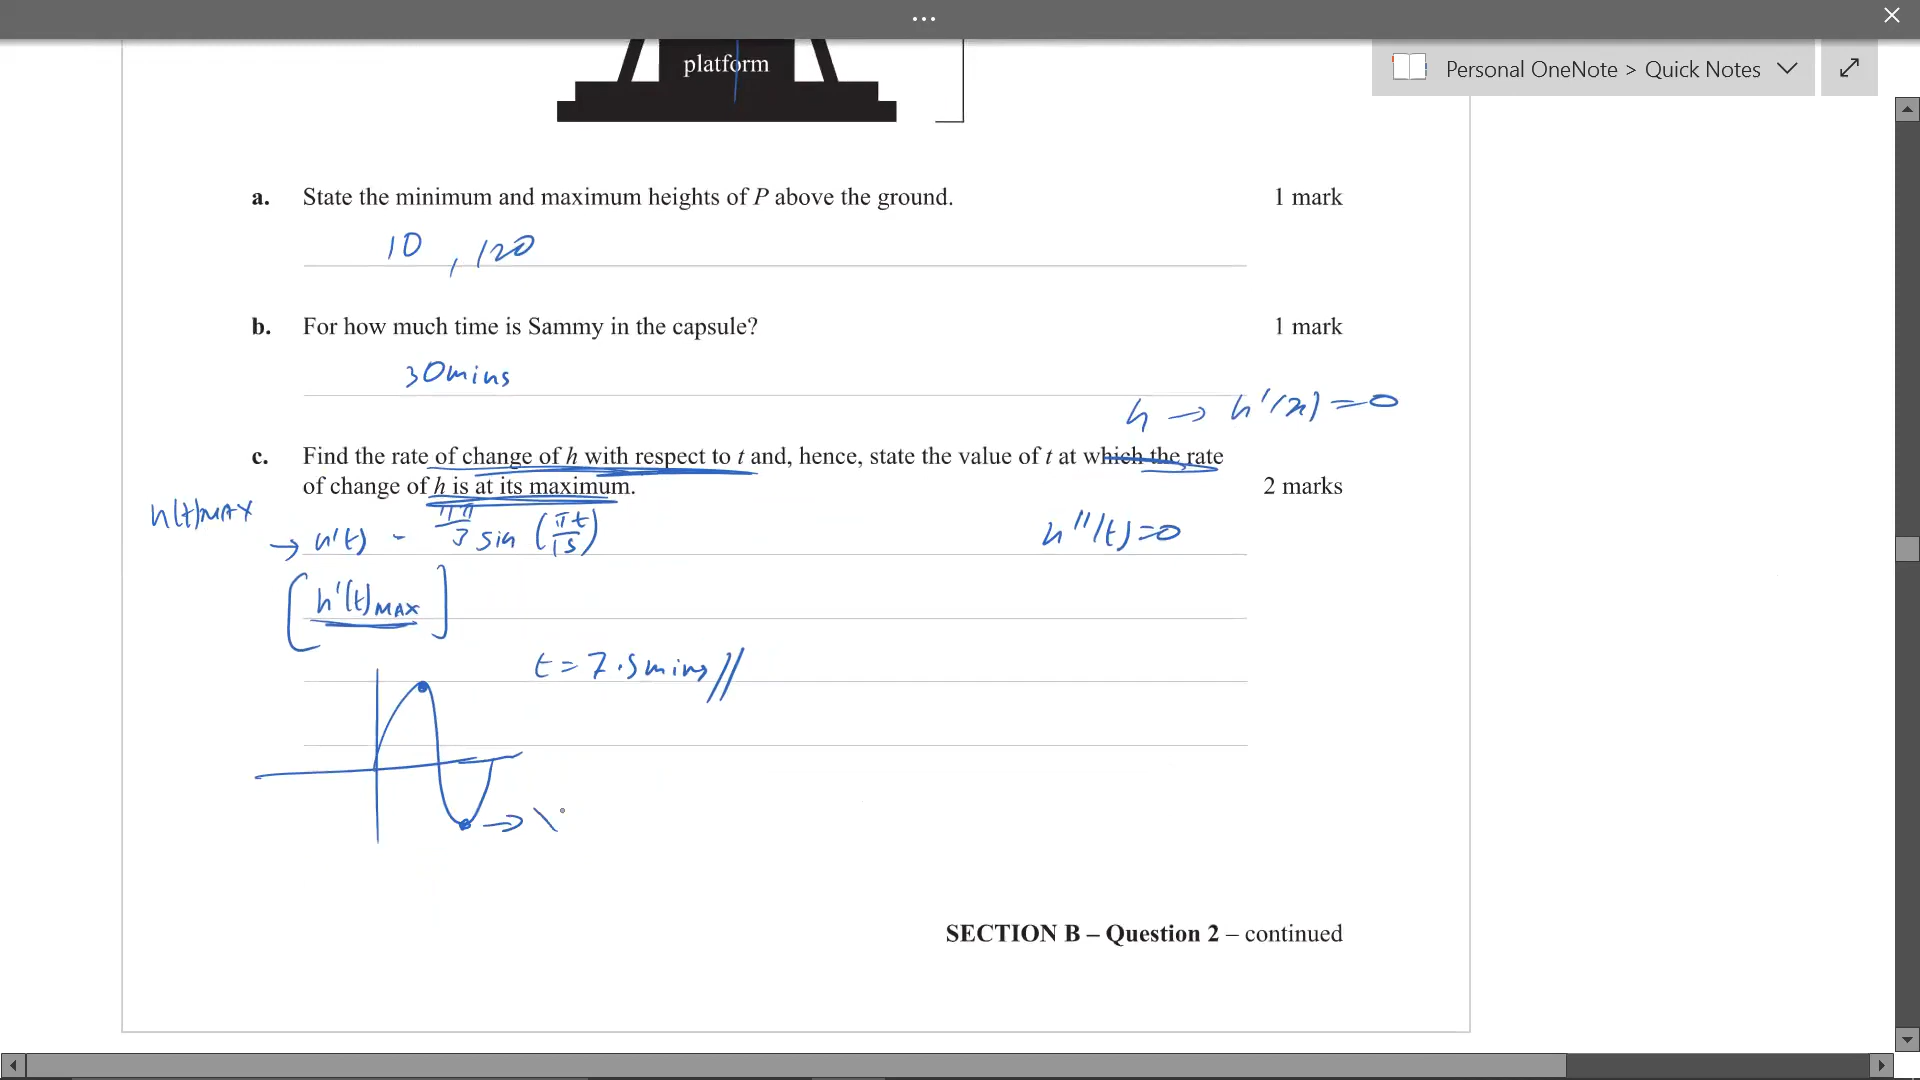 ...
platform
Personal OneNote > Quick Notes
a. State the minimum and maximum heights of P above the ground. 1 mark
10 , 120
b. For how much time is Sammy in the capsule? 1 mark
30mins
h → h'(x) = 0
c. Find the rate of change of h with respect to t and, hence, state the value of t at which the rate
of change of h is at its maximum. 2 marks
h(t)MAX
→ h'(t) - 3 sin (πt/15)
h''(t)=0
[h'(t)MAX]
t = 7.5mins //
→ \
SECTION B – Question 2 – continued